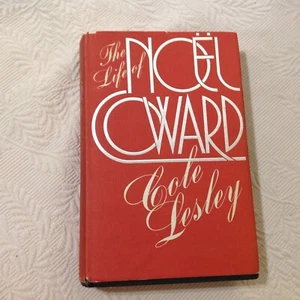 The Life of
NOËL
COWARD
Cole
Lesley